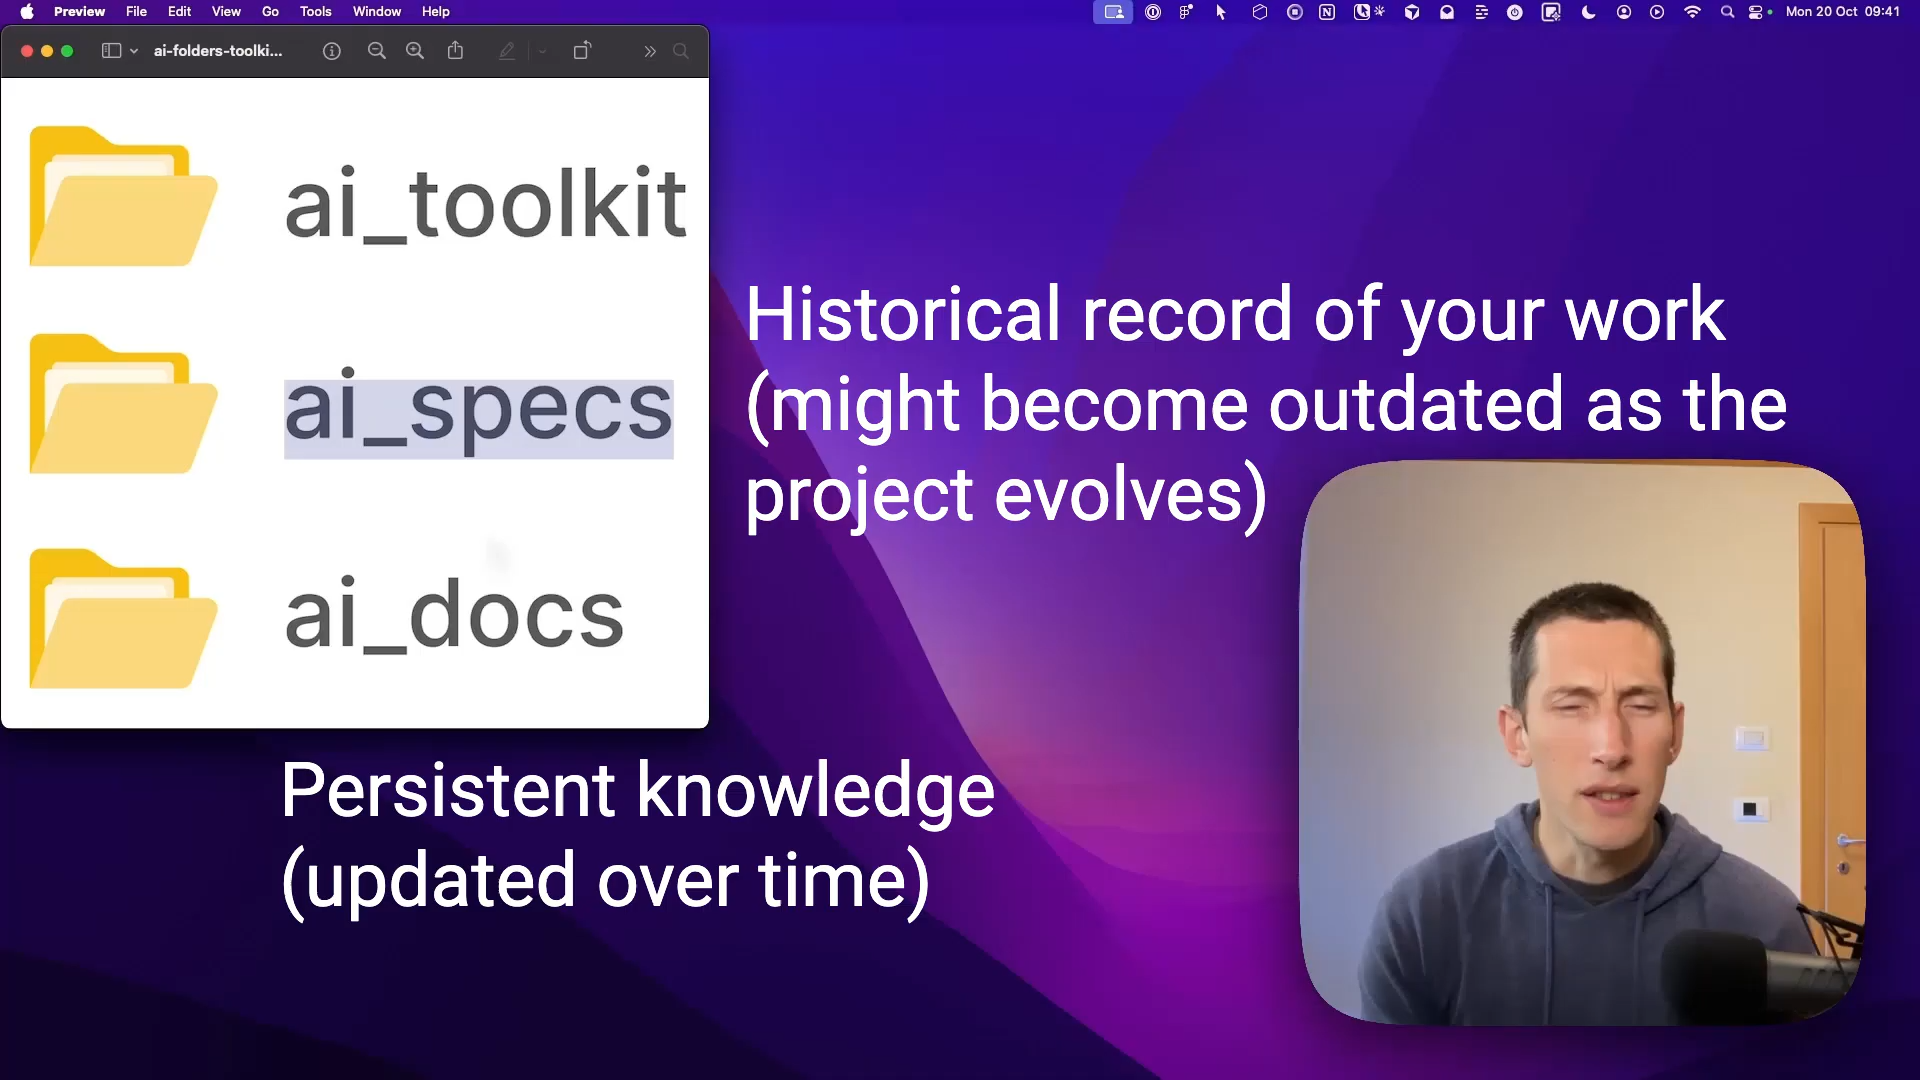 Preview File Edit View Go Tools Window Help
Mon 20 Oct 09:41
ai-folders-toolki...
ai_toolkit
ai_specs
ai_docs
Historical record of your work
(might become outdated as the
project evolves)
Persistent knowledge
(updated over time)